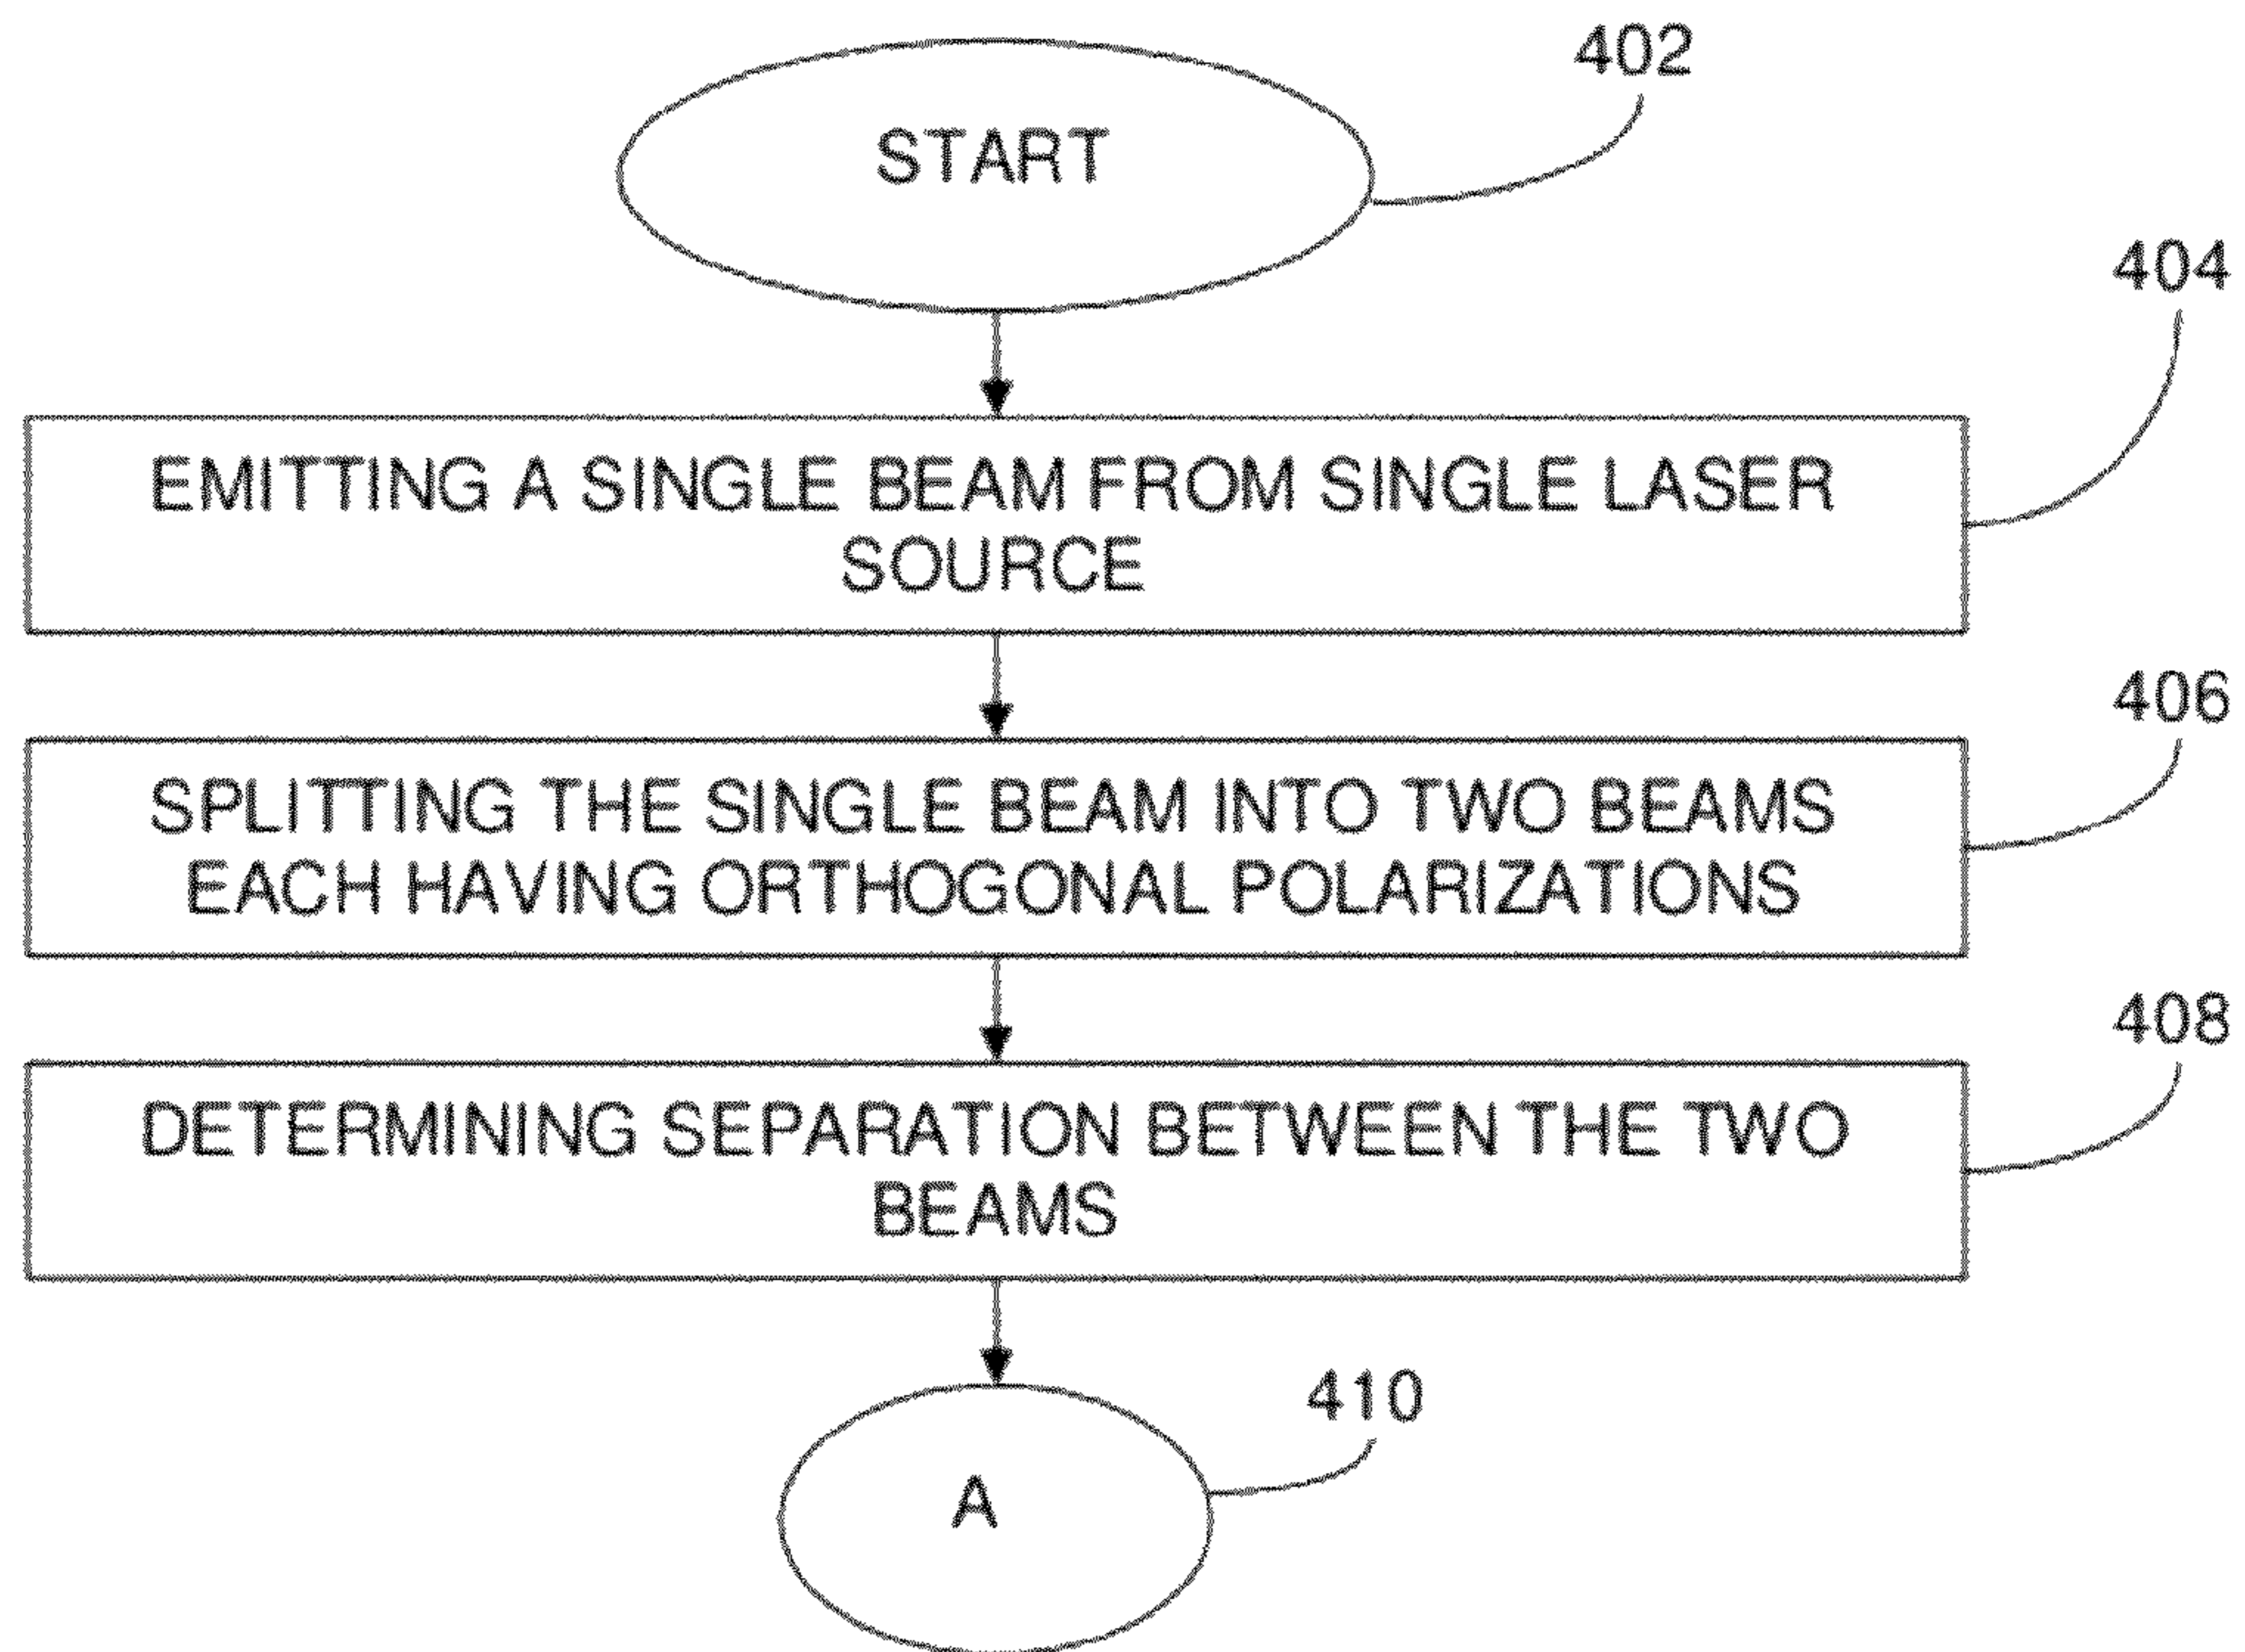 402
START
404
EMITTING A SINGLE BEAM FROM SINGLE LASER
SOURCE
406
SPLITTING THE SINGLE BEAM INTO TWO BEAMS
EACH HAVING ORTHOGONAL POLARIZATIONS
408
DETERMINING SEPARATION BETWEEN THE TWO
BEAMS
410
A